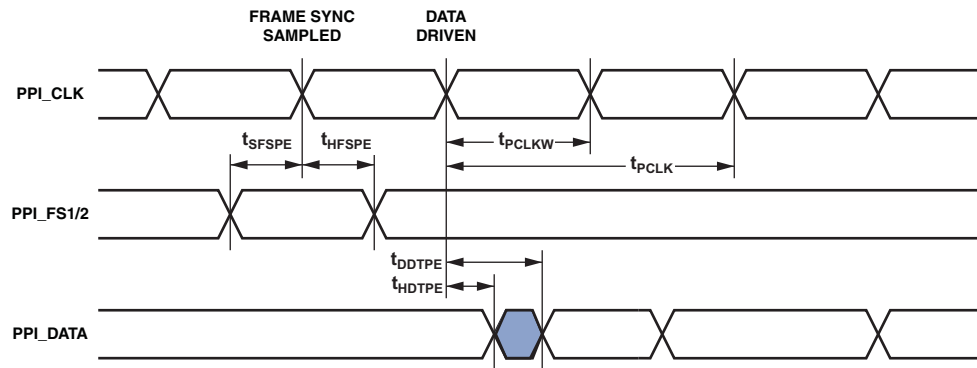 FRAME SYNC
SAMPLED
DATA
DRIVEN
PPI_CLK
tSFSPE
tHFSPE
tPCLKW
tPCLK
PPI_FS1/2
tDDTPE
tHDTPE
PPI_DATA